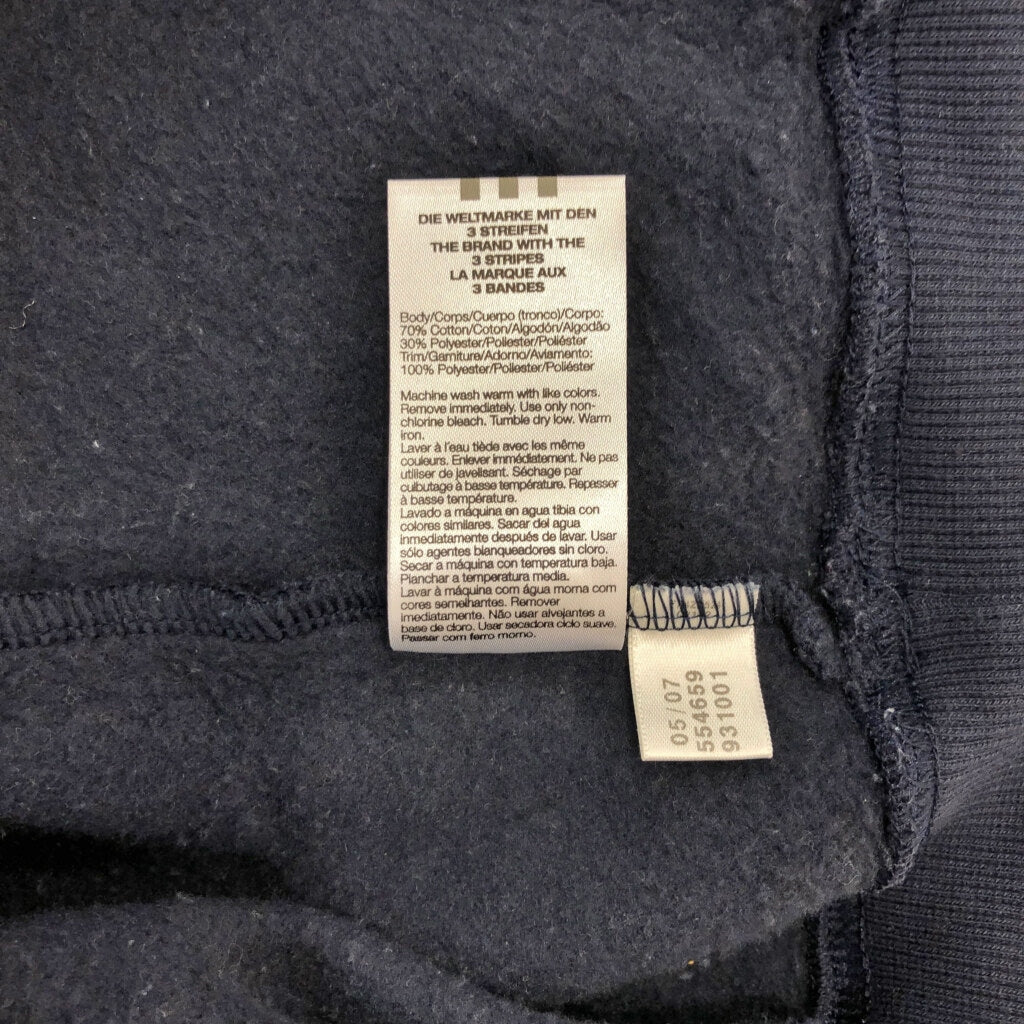 DIE WELTMARKE MIT DEN
3 STREIFEN
THE BRAND WITH THE
3 STRIPES
LA MARQUE AUX
3 BANDES
Body/Corps/Cuerpo (tronco)/Corpo:
70% Cotton/Coton/Algodón/Algodão
30% Polyester/Poliester/Poliéster
Trim/Garniture/Adorno/Aviamento:
100% Polyester/Poliester/Poliéster
Machine wash warm with like colors.
Remove immediately. Use only non-
chlorine bleach. Tumble dry low. Warm
iron.
Laver à l'eau tiède avec les même
couleurs. Enlever immédiatement. Ne pas
utiliser de javelisant. Séchage par
culbutage à basse température. Repasser
à basse température.
Lavado a máquina en agua tibia con
colores similares. Sacar del agua
inmediatamente después de lavar. Usar
sólo agentes blanqueadores sin cloro.
Secar a máquina con temperatura baja.
Planchar a temperatura media.
Lavar à máquina com água morna com
cores semelhantes. Remover
imediatamente. Não usar alvejantes a
base de cloro. Usar secadora ciclo suave.
Passar com ferro morno.
05/07
554659
931001